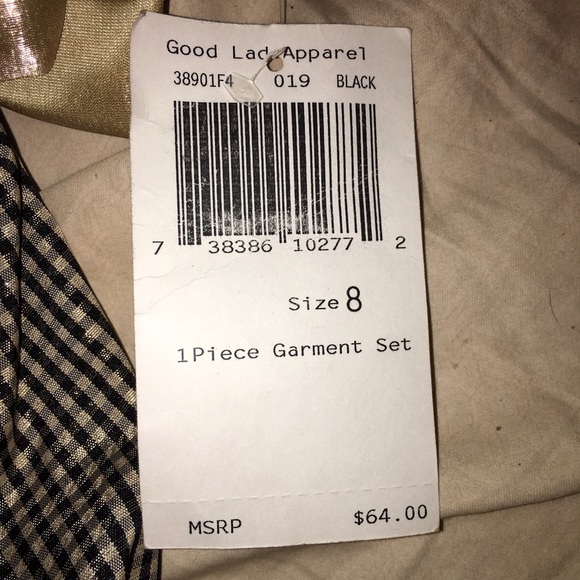 Good Lad Apparel
38901F4 019 BLACK
7 38386 10277 2
Size 8
1Piece Garment Set
MSRP $64.00